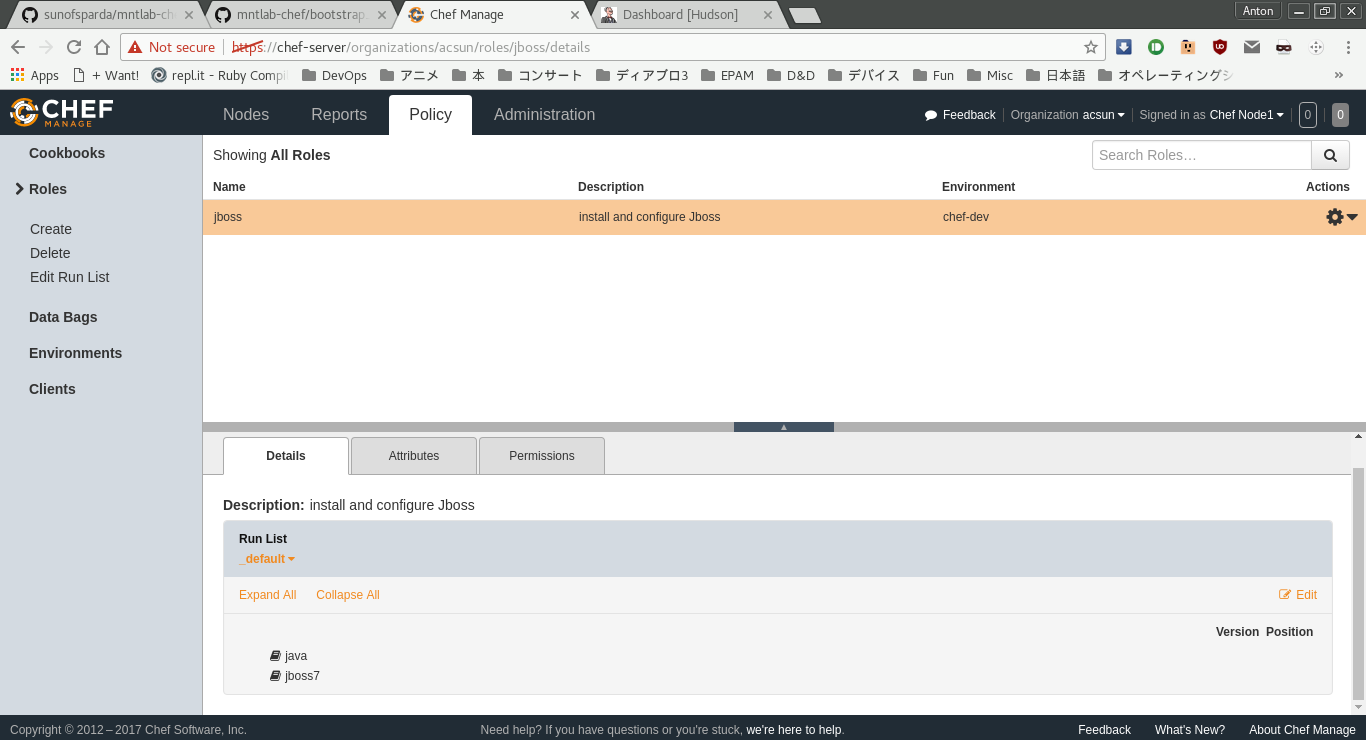 sunofsparda/mntlab-che
mntlab-chef/bootstrap.
Chef Manage
Dashboard [Hudson]
Anton
Not secure
https://chef-server/organizations/acsun/roles/jboss/details
Apps
+ Want!
repl.it - Ruby Compil
DevOps
アニメ
本
コンサート
ディアブロ3
EPAM
D&D
デバイス
Fun
Misc
日本語
オペレーティングシ
»
CHEF
MANAGE
Nodes
Reports
Policy
Administration
Feedback
Organization acsun
Signed in as Chef Node1
0
0
Cookbooks
Roles
Create
Delete
Edit Run List
Data Bags
Environments
Clients
Showing All Roles
Search Roles…
Name Description Environment Actions
jboss install and configure Jboss chef-dev
Details
Attributes
Permissions
Description: install and configure Jboss
Run List
_default
Expand All Collapse All Edit
Version Position
java
jboss7
Copyright © 2012 – 2017 Chef Software, Inc.
Need help? If you have questions or you're stuck, we're here to help.
Feedback
What's New?
About Chef Manage